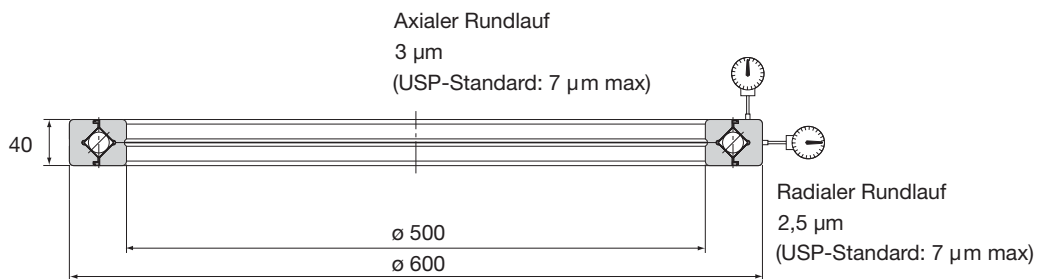 Axialer Rundlauf
3 µm
(USP-Standard: 7 µm max)
40
Radialer Rundlauf
2,5 µm
(USP-Standard: 7 µm max)
ø 500
ø 600